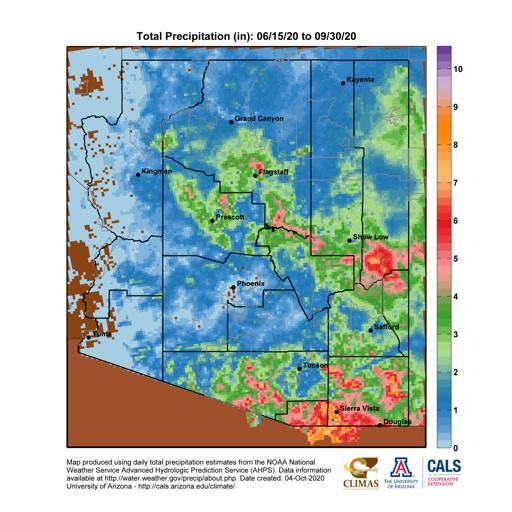 Total Precipitation (in): 06/15/20 to 09/30/20
Kayenta
Grand Canyon
Kingman
Flagstaff
Prescott
Show Low
Phoenix
Safford
Yuma
Tucson
Sierra Vista
Douglas
10
9
8
7
6
5
4
3
2
1
0
Map produced using daily total precipitation estimates from the NOAA National
Weather Service Advanced Hydrologic Prediction Service (AHPS). Data information
available at http://water.weather.gov/precip/about.php. Date created: 04-Oct-2020
University of Arizona - http://cals.arizona.edu/climate/
CLIMAS
A
THE UNIVERSITY
OF ARIZONA
CALS
COOPERATIVE
EXTENSION